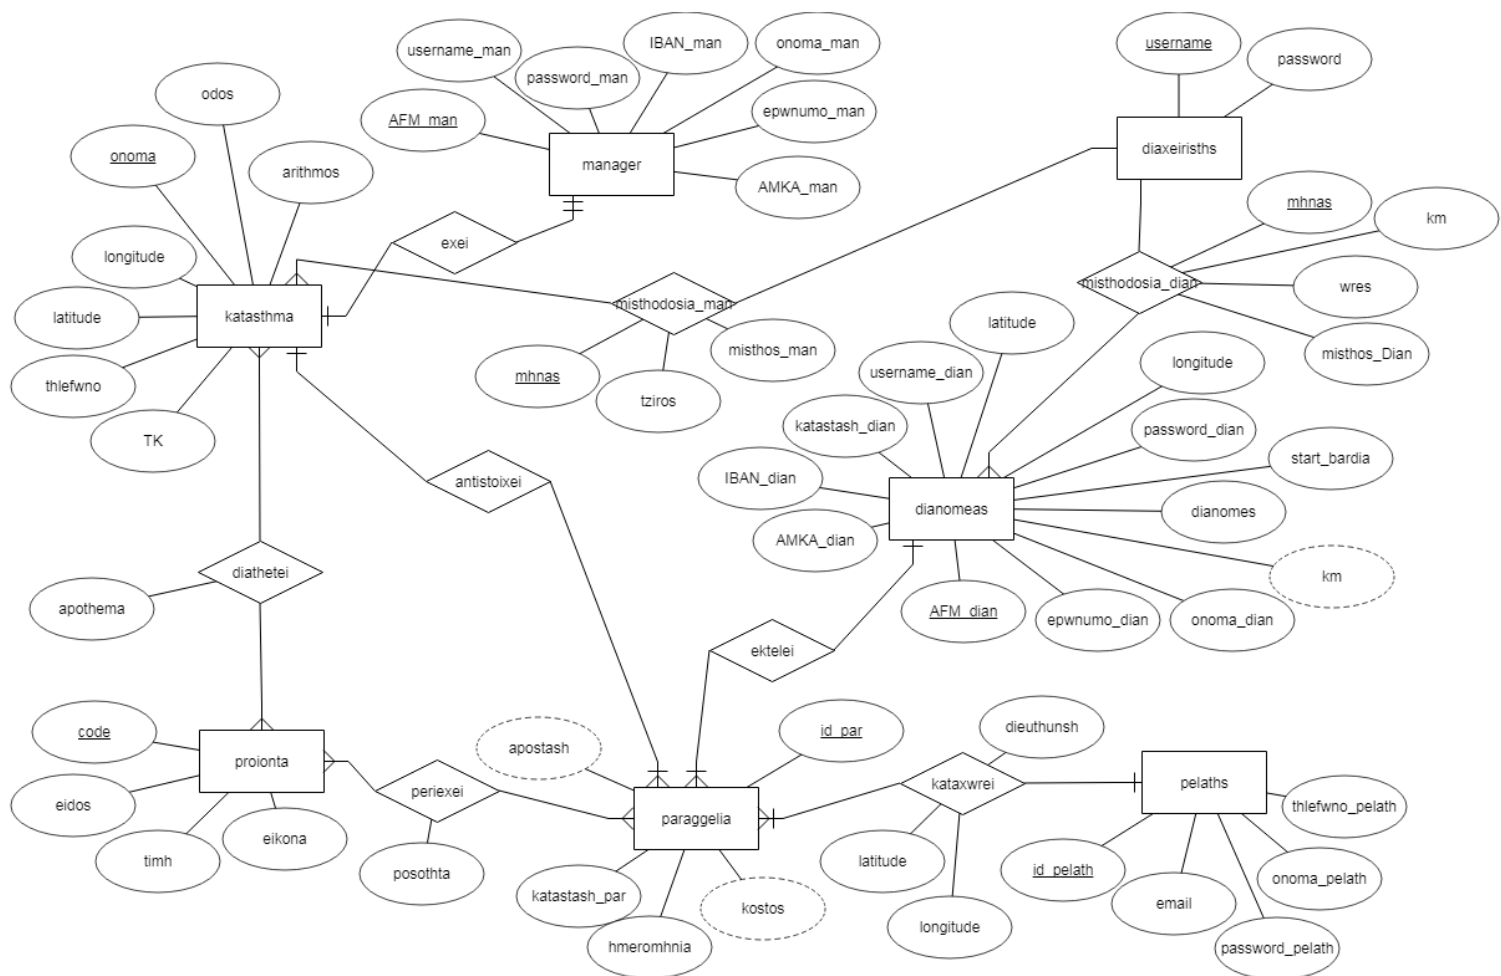 username_man
IBAN_man
onoma_man
username
password
password_man
odos
AFM_man
epwnumo_man
manager
diaxeirisths
onoma
arithmos
AMKA_man
mhnas
km
exei
longitude
misthodosia_dian
wres
katasthma
misthodosia_man
latitude
latitude
misthos_man
misthos_Dian
longitude
thlefwno
mhnas
username_dian
tziros
katastash_dian
password_dian
TK
start_bardia
IBAN_dian
antistoixei
dianomeas
dianomes
AMKA_dian
diathetei
km
apothema
AFM_dian
epwnumo_dian
onoma_dian
ektelei
code
apostash
id_par
dieuthunsh
proionta
periexei
kataxwrei
pelaths
eidos
paraggelia
thlefwno_pelath
eikona
timh
posothta
latitude
id_pelath
onoma_pelath
katastash_par
kostos
email
longitude
hmeromhnia
password_pelath